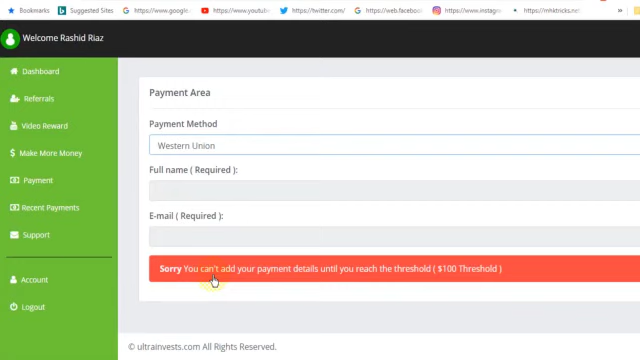 Bookmarks
Suggested Sites
https://www.google.
https://www.youtub
https://twitter.com/
https://web.facebook
https://www.instagr
https://mhktricks.net
»
Welcome Rashid Riaz
Dashboard
Referrals
Video Reward
$ Make More Money
Payment
Recent Payments
Support
Account
Logout
Payment Area
Payment Method
Western Union
Full name ( Required ):
E-mail ( Required ):
Sorry You can't add your payment details until you reach the threshold ( $100 Threshold )
© ultrainvests.com All Rights Reserved.